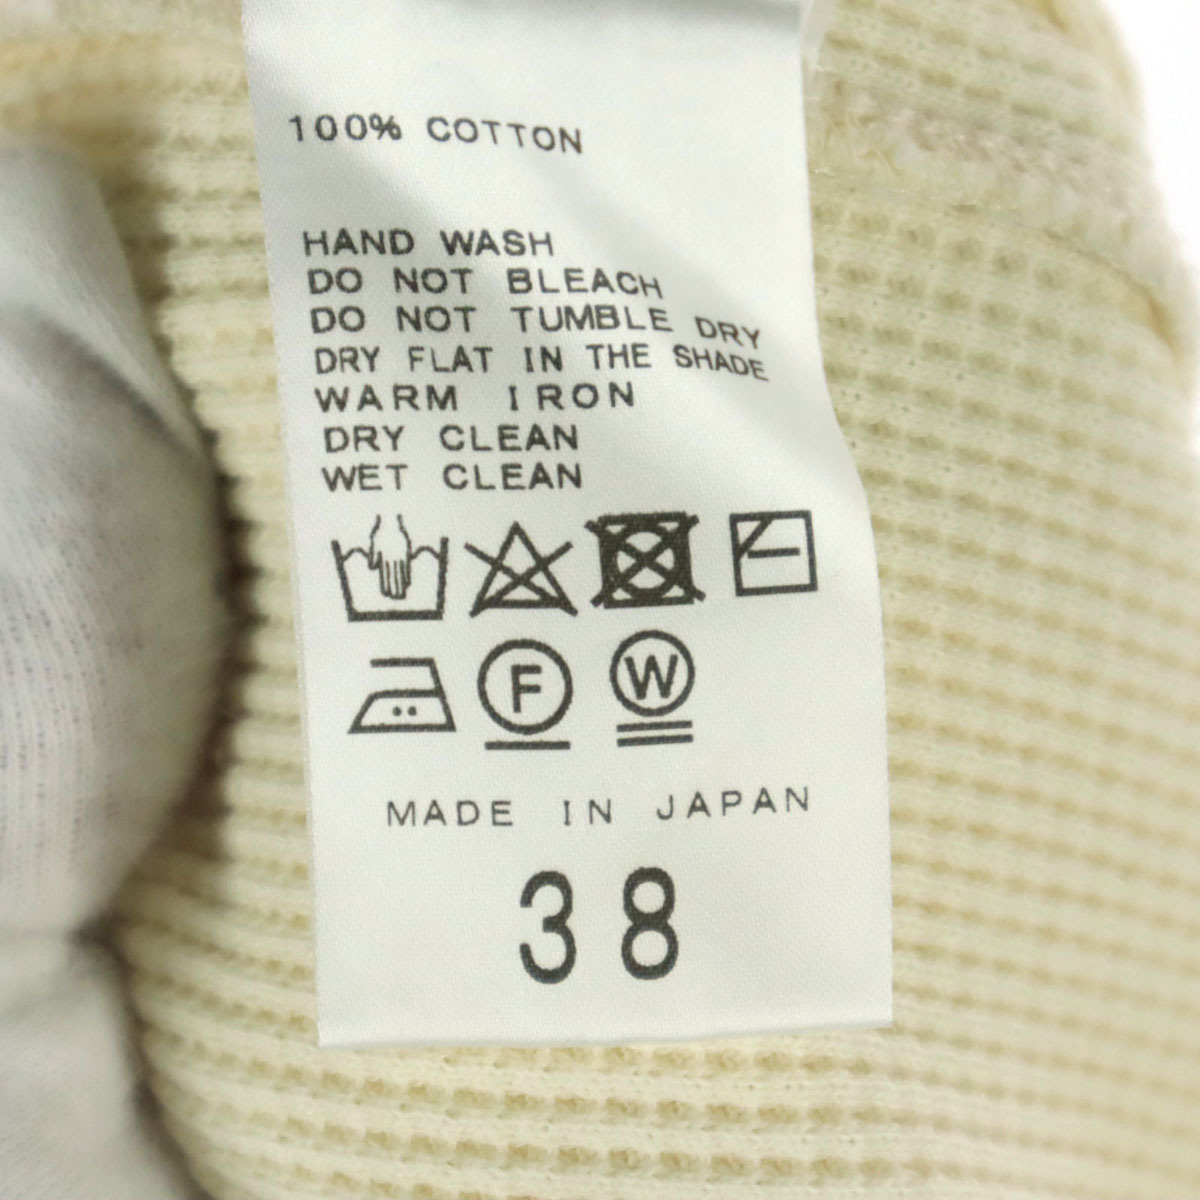 100% COTTON
HAND WASH
DO NOT BLEACH
DO NOT TUMBLE DRY
DRY FLAT IN THE SHADE
WARM IRON
DRY CLEAN
WET CLEAN
F W
MADE IN JAPAN
38